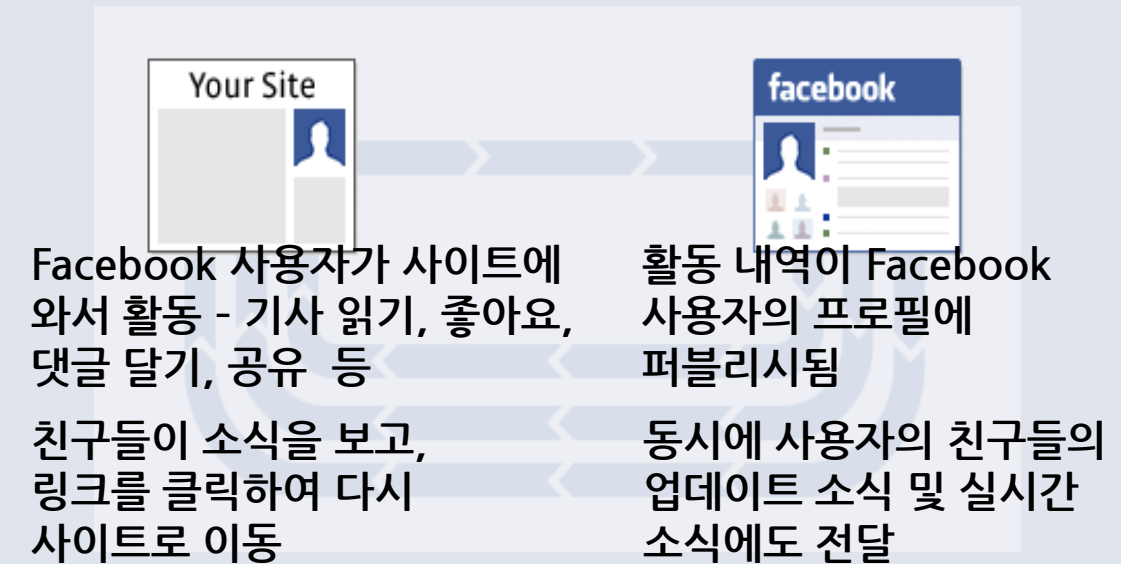 Your Site
facebook
Facebook 사용자가 사이트에
와서 활동 - 기사 읽기, 좋아요,
댓글 달기, 공유 등
활동 내역이 Facebook
사용자의 프로필에
퍼블리시됨
친구들이 소식을 보고,
링크를 클릭하여 다시
사이트로 이동
동시에 사용자의 친구들의
업데이트 소식 및 실시간
소식에도 전달